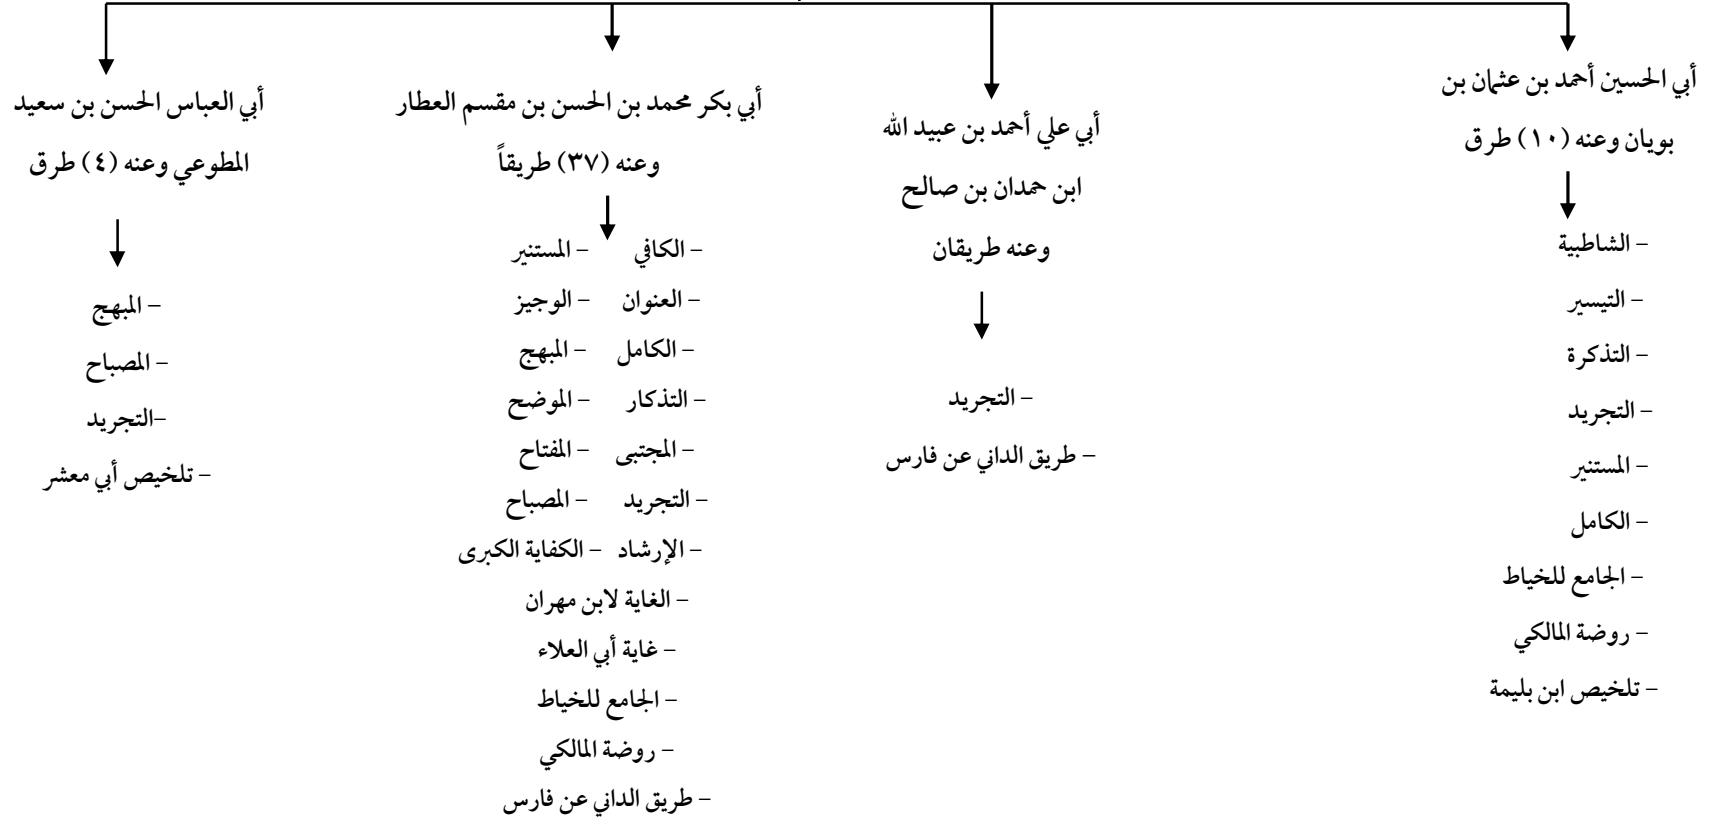 أبي الحسين أحمد بن عثمان بن
بويان وعنه (١٠) طرق
– الشاطبية
– التيسير
– التذكرة
– التجريد
– المستنير
– الكامل
– الجامع للخياط
– روضة المالكي
– تلخيص ابن بليمة
أبي علي أحمد بن عبيد الله
ابن حمدان بن صالح
وعنه طريقان
– التجريد
– طريق الداني عن فارس
أبي بكر محمد بن الحسن بن مقسم العطار
وعنه (٣٧) طريقاً
– الكافي – المستنير
– العنوان – الوجيز
– الكامل – المبهج
– التذكار – الموضح
– المجتبى – المفتاح
– التجريد – المصباح
– الإرشاد – الكفاية الكبرى
– الغاية لابن مهران
– غاية أبي العلاء
– الجامع للخياط
– روضة المالكي
– طريق الداني عن فارس
أبي العباس الحسن بن سعيد
المطوعي وعنه (٤) طرق
– المبهج
– المصباح
–التجريد
– تلخيص أبي معشر